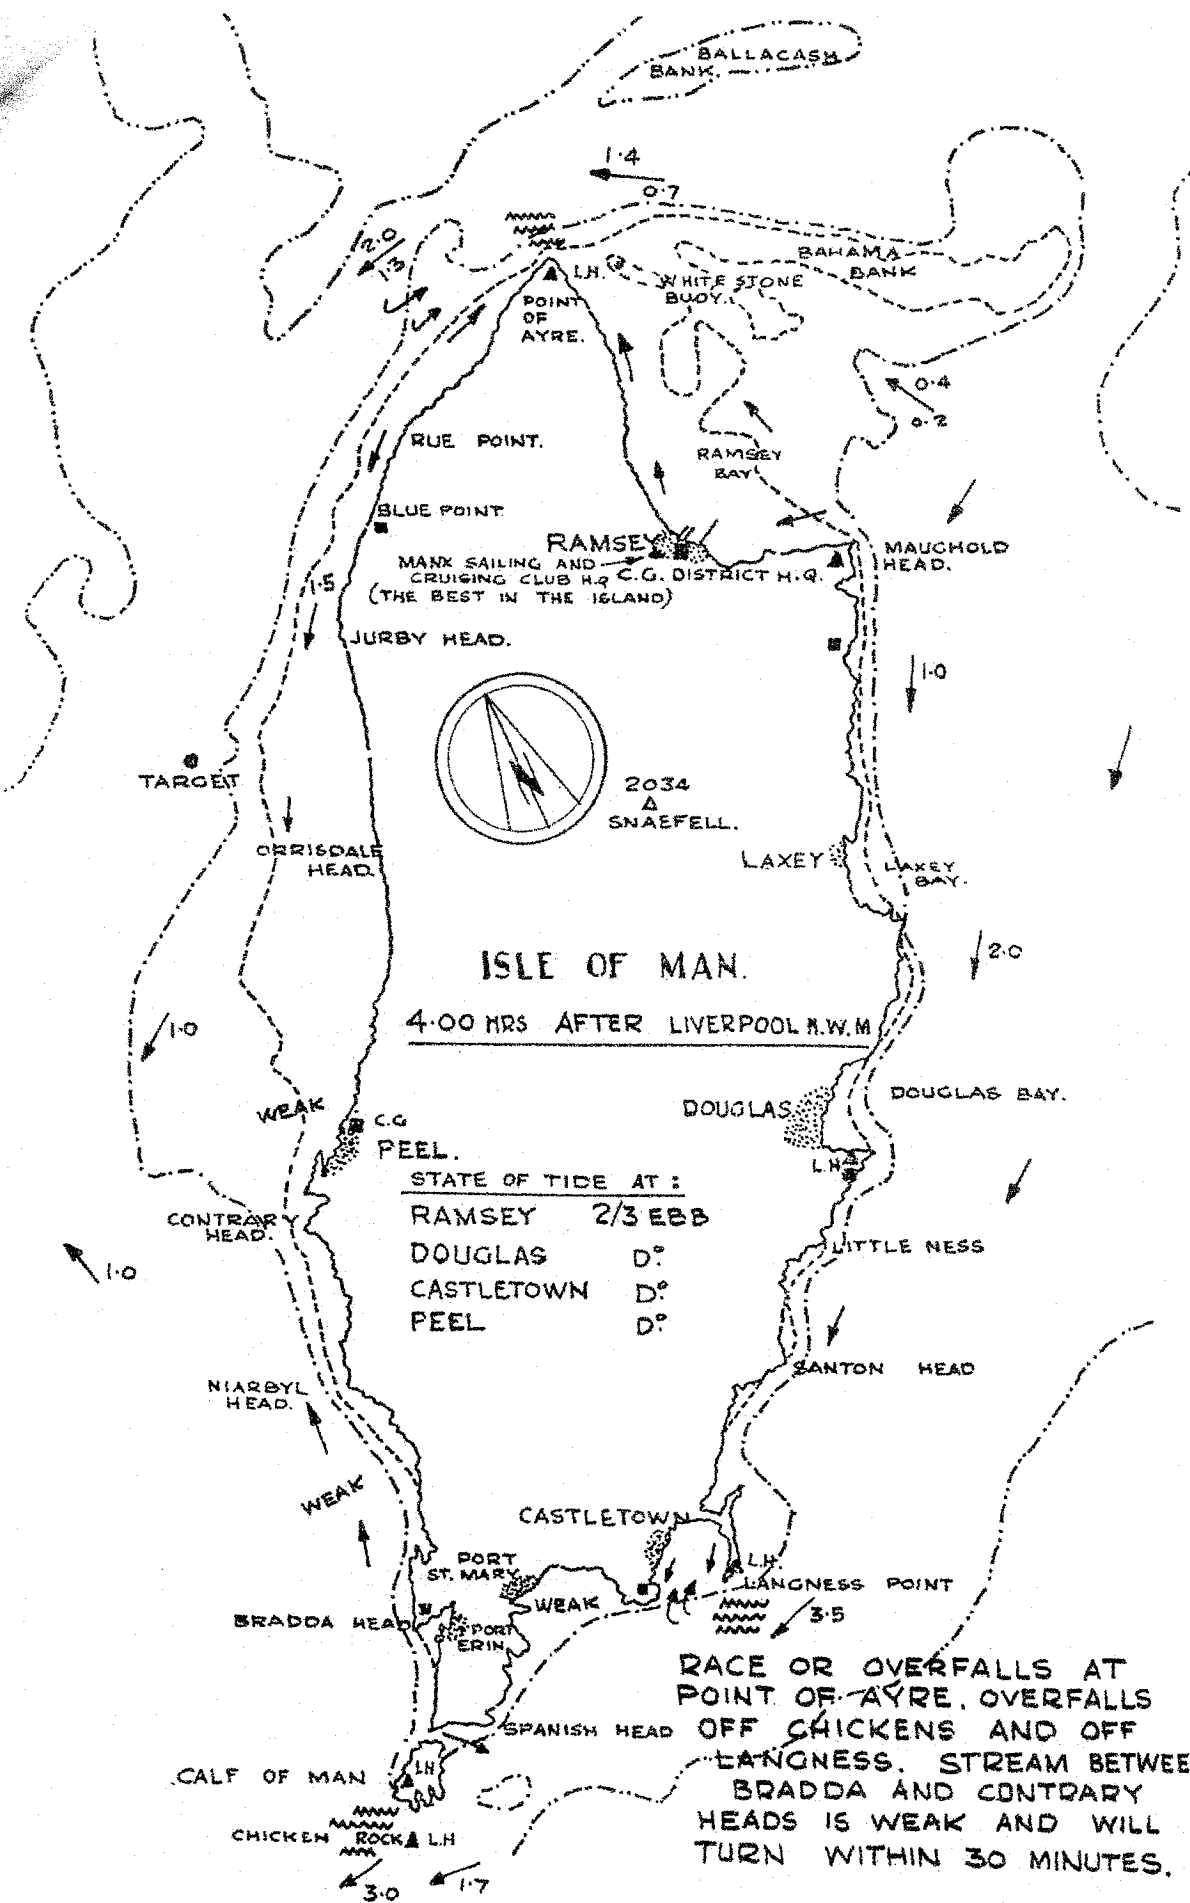 BALLACASH
BANK.
1.4
0.7
2.0
1.3
L.H.
POINT
OF
AYRE.
WHITE STONE
BUOY.
BAHAMA
BANK
0.4
0.2
RUE POINT.
RAMSEY
BAY
BLUE POINT
RAMSEY
MANX SAILING AND
CRUISING CLUB H.Q
C.G. DISTRICT H.Q.
(THE BEST IN THE ISLAND)
MAUGHOLD
HEAD.
1.5
JURBY HEAD.
1.0
TARGET
2034
SNAEFELL.
ORRISDALE
HEAD.
LAXEY
LAXEY
BAY.
ISLE OF MAN.
2.0
4.00 HRS AFTER LIVERPOOL H.W.M
1.0
WEAK
C.G
PEEL.
DOUGLAS
DOUGLAS BAY.
L.H
STATE OF TIDE AT :
RAMSEY 2/3 EBB
DOUGLAS Dº.
CASTLETOWN Dº.
PEEL Dº.
CONTRARY
HEAD.
1.0
LITTLE NESS
SANTON HEAD
NIARBYL
HEAD.
WEAK
CASTLETOWN
PORT
ST. MARY
WEAK
L.H.
LANGNESS POINT
3.5
BRADDA HEAD
PORT
ERIN
SPANISH HEAD
CALF OF MAN
LH
CHICKEN ROCK L.H
3.0
1.7
RACE OR OVERFALLS AT
POINT OF AYRE. OVERFALLS
OFF CHICKENS AND OFF
LANGNESS. STREAM BETWEE
BRADDA AND CONTRARY
HEADS IS WEAK AND WILL
TURN WITHIN 30 MINUTES.